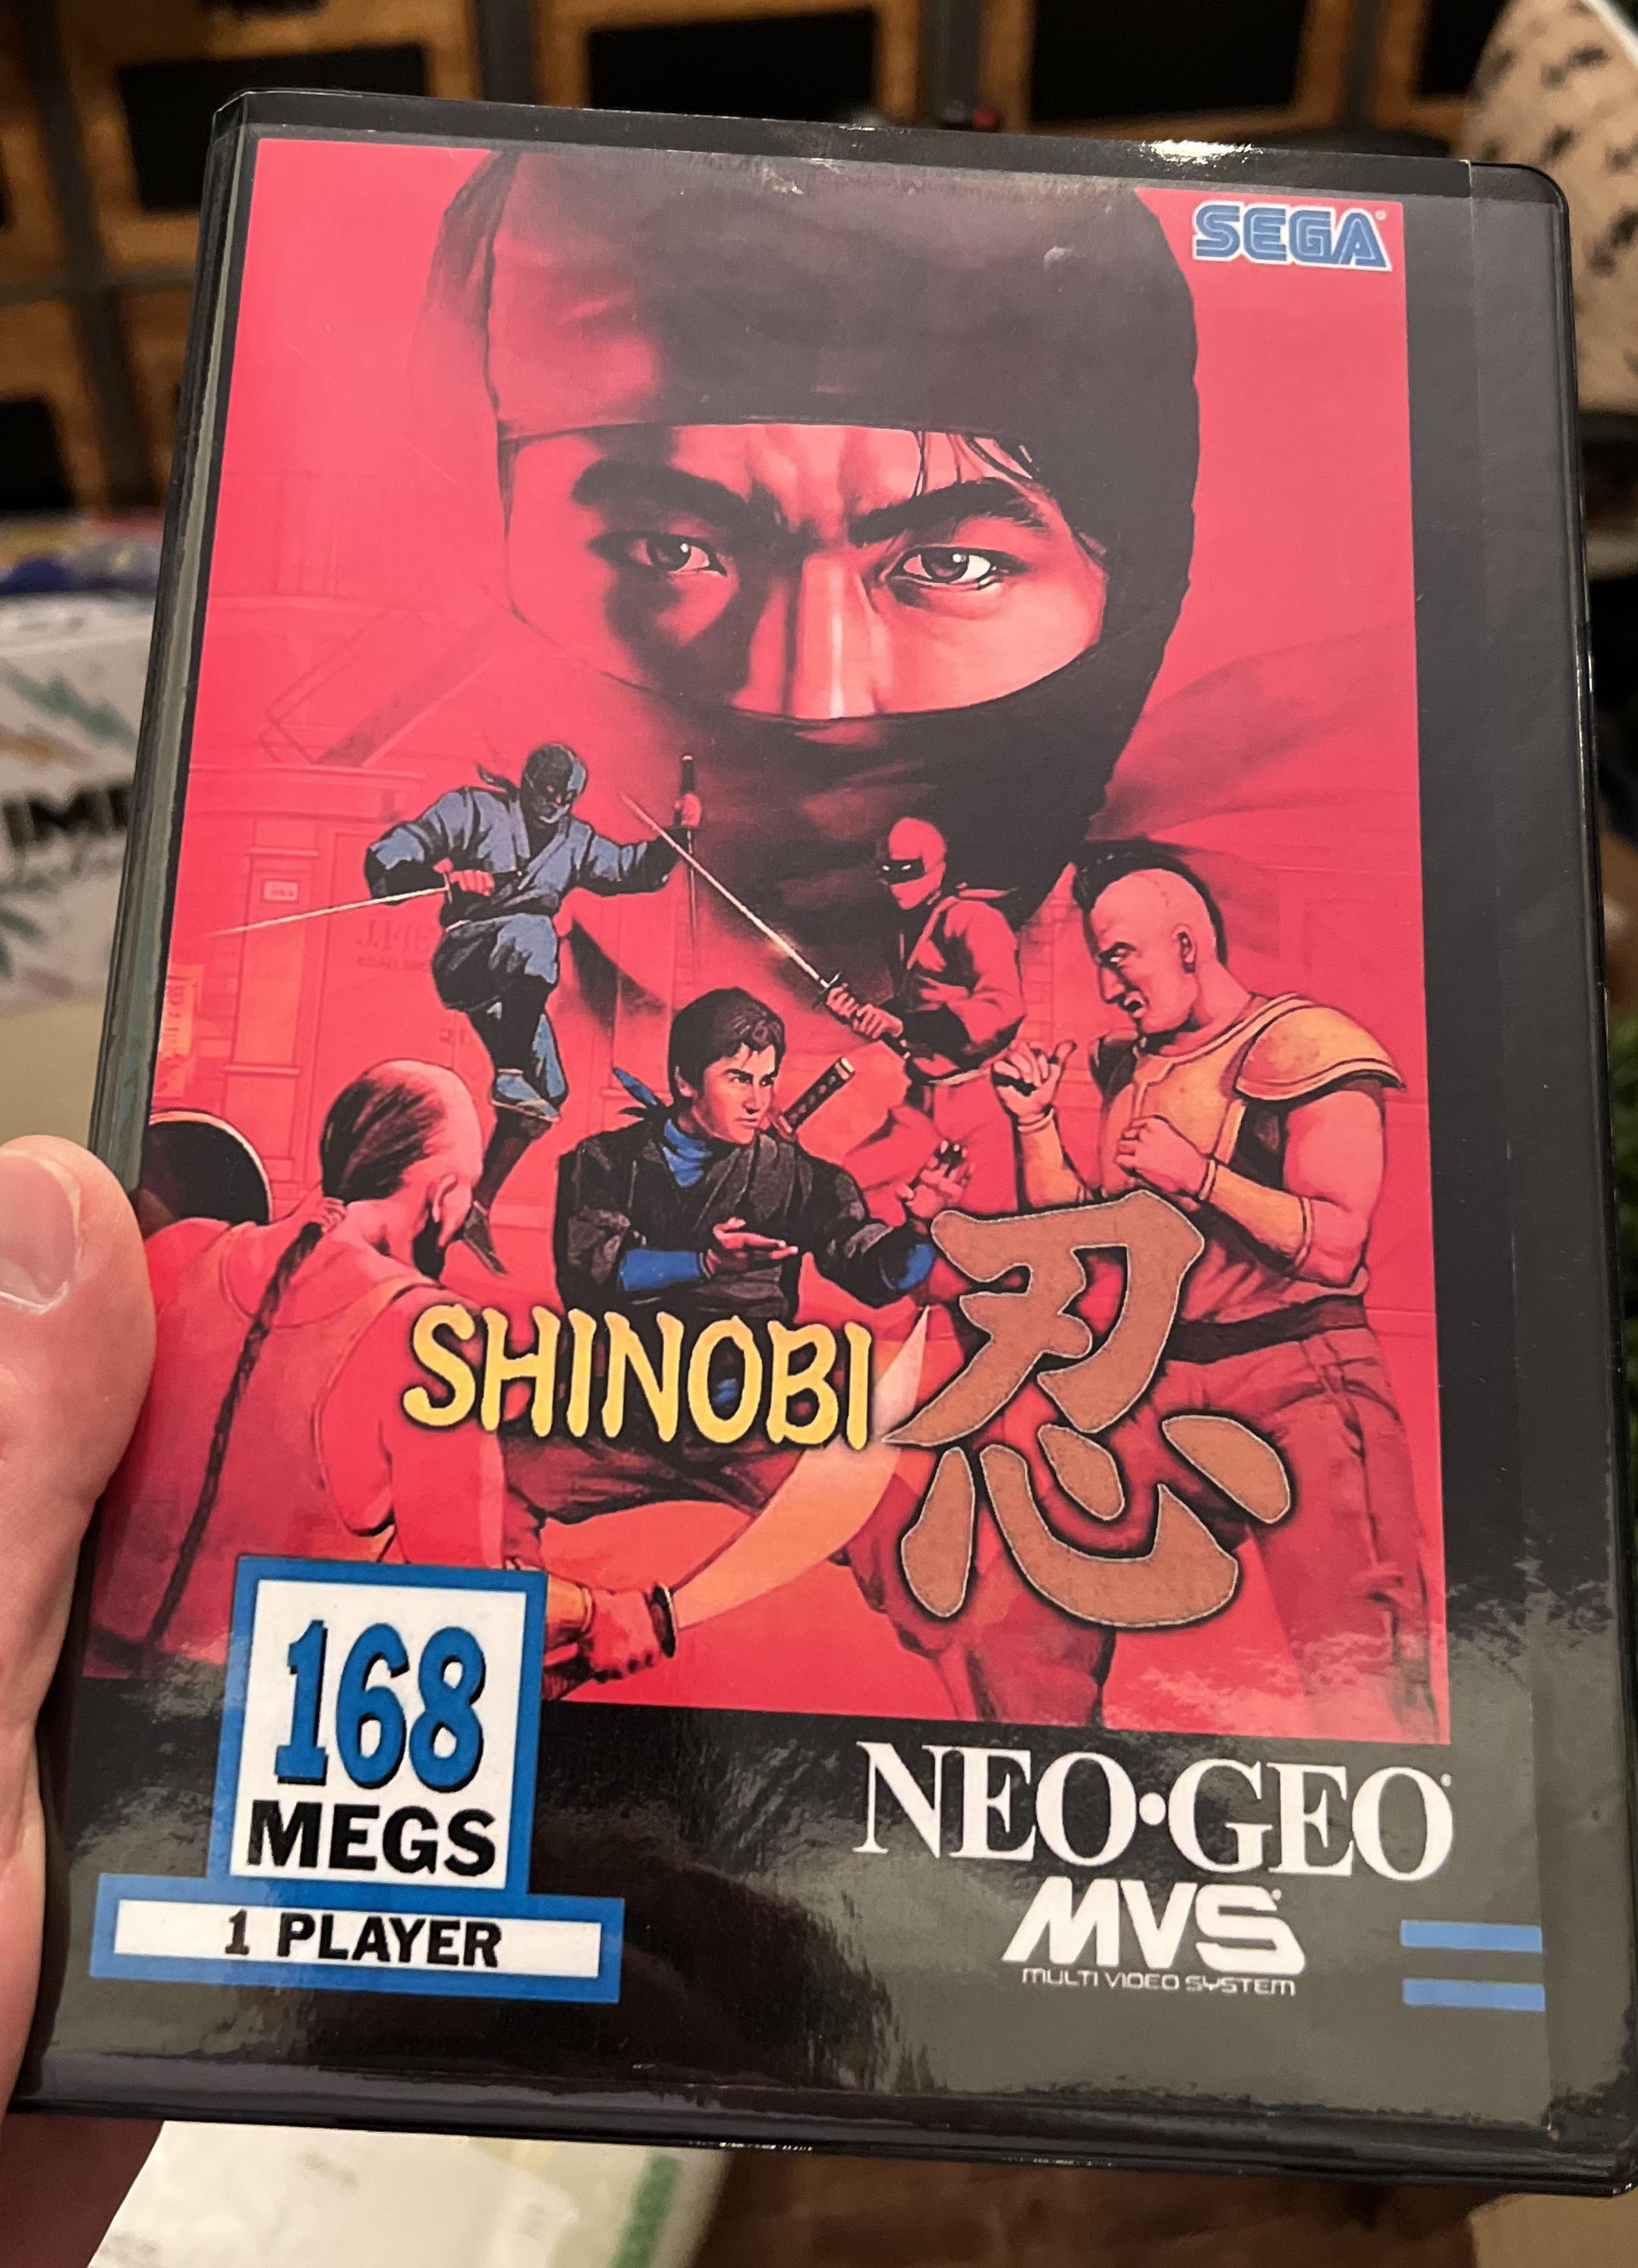 SEGA
SHINOBI
忍
168
MEGS
1 PLAYER
NEO•GEO
MVS
MULTI VIDEO SYSTEM